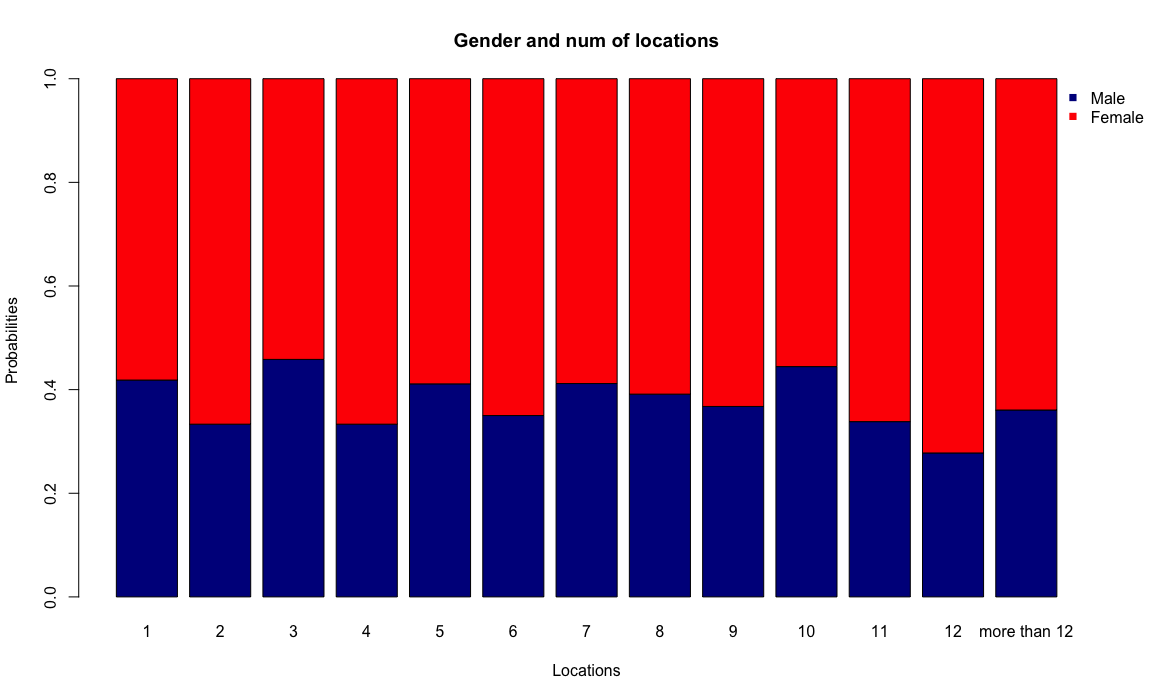 Gender and num of locations
Male
Female
Probabilities
1.0
0.8
0.6
0.4
0.2
0.0
1 2 3 4 5 6 7 8 9 10 11 12 more than 12
Locations